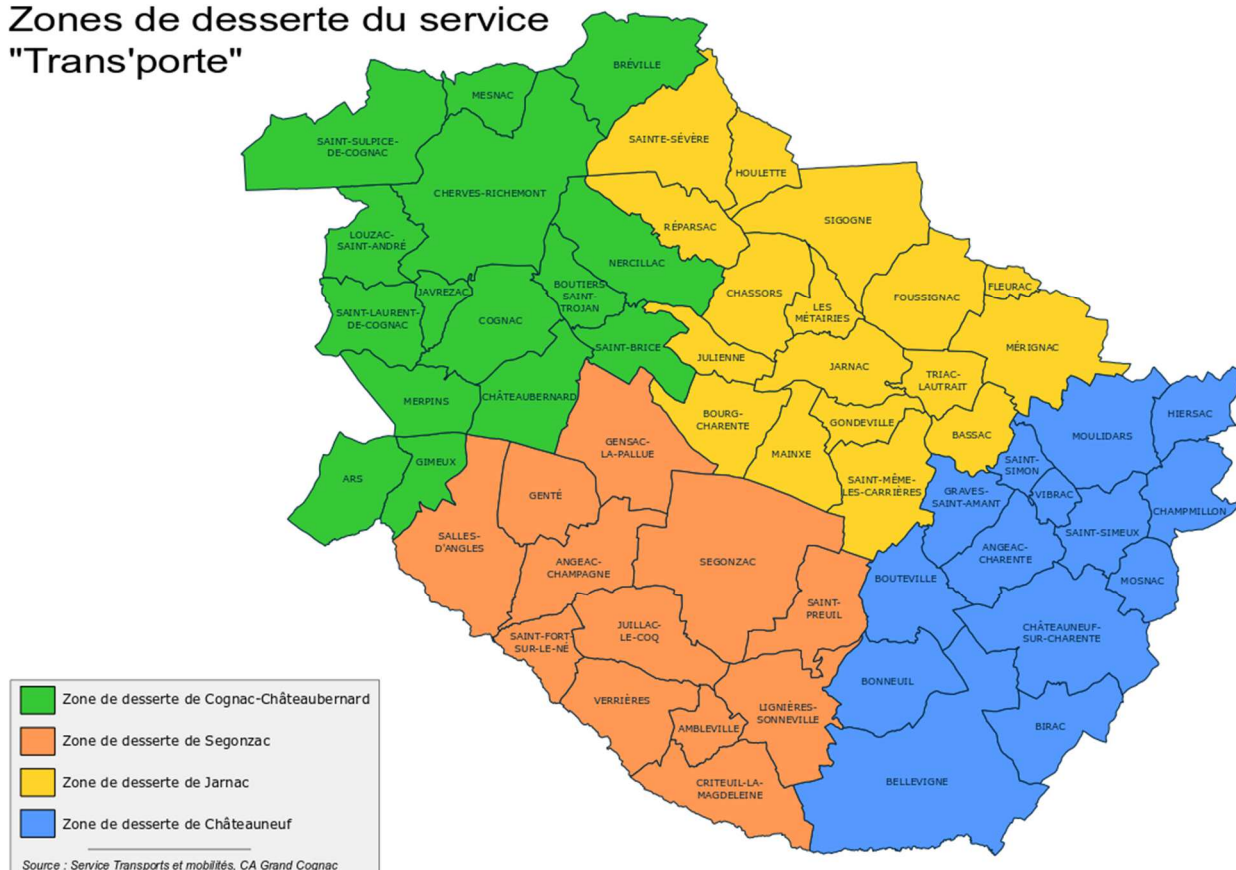 Zones de desserte du service
"Trans'porte"
BRÉVILLE
MESNAC
SAINT-SULPICE-
DE-COGNAC
SAINTE-SÉVÈRE
HOULETTE
CHERVES-RICHEMONT
SIGOGNE
RÉPARSAC
LOUZAC-
SAINT-ANDRÉ
NERCILLAC
BOUTIERS
SAINT-
TROJAN
JAVREZAC
CHASSORS
FOUSSIGNAC
FLEURAC
LES
MÉTAIRIES
SAINT-LAURENT-
DE-COGNAC
COGNAC
SAINT-BRICE
JULIENNE
JARNAC
TRIAC-
LAUTRAIT
MÉRIGNAC
MERPINS
CHÂTEAUBERNARD
BOURG-
CHARENTE
GONDEVILLE
BASSAC
MOULIDARS
HIERSAC
GENSAC-
LA-PALLUE
MAINXE
SAINT-
SIMON
ARS
GIMEUX
GENTÉ
SAINT-MÊME-
LES-CARRIÈRES
GRAVES-
SAINT-AMANT
VIBRAC
CHAMPMILLON
SALLES-
D'ANGLES
SAINT-SIMEUX
ANGEAC-
CHARENTE
ANGEAC-
CHAMPAGNE
SEGONZAC
BOUTEVILLE
MOSNAC
SAINT-
PREUIL
SAINT-FORT-
SUR-LE-NÉ
JUILLAC-
LE-COQ
CHÂTEAUNEUF-
SUR-CHARENTE
BONNEUIL
VERRIÈRES
LIGNIÈRES-
SONNEVILLE
AMBLEVILLE
BIRAC
CRITEUIL-LA-
MAGDELEINE
BELLEVIGNE
Zone de desserte de Cognac-Châteaubernard
Zone de desserte de Segonzac
Zone de desserte de Jarnac
Zone de desserte de Châteauneuf
Source : Service Transports et mobilités, CA Grand Cognac